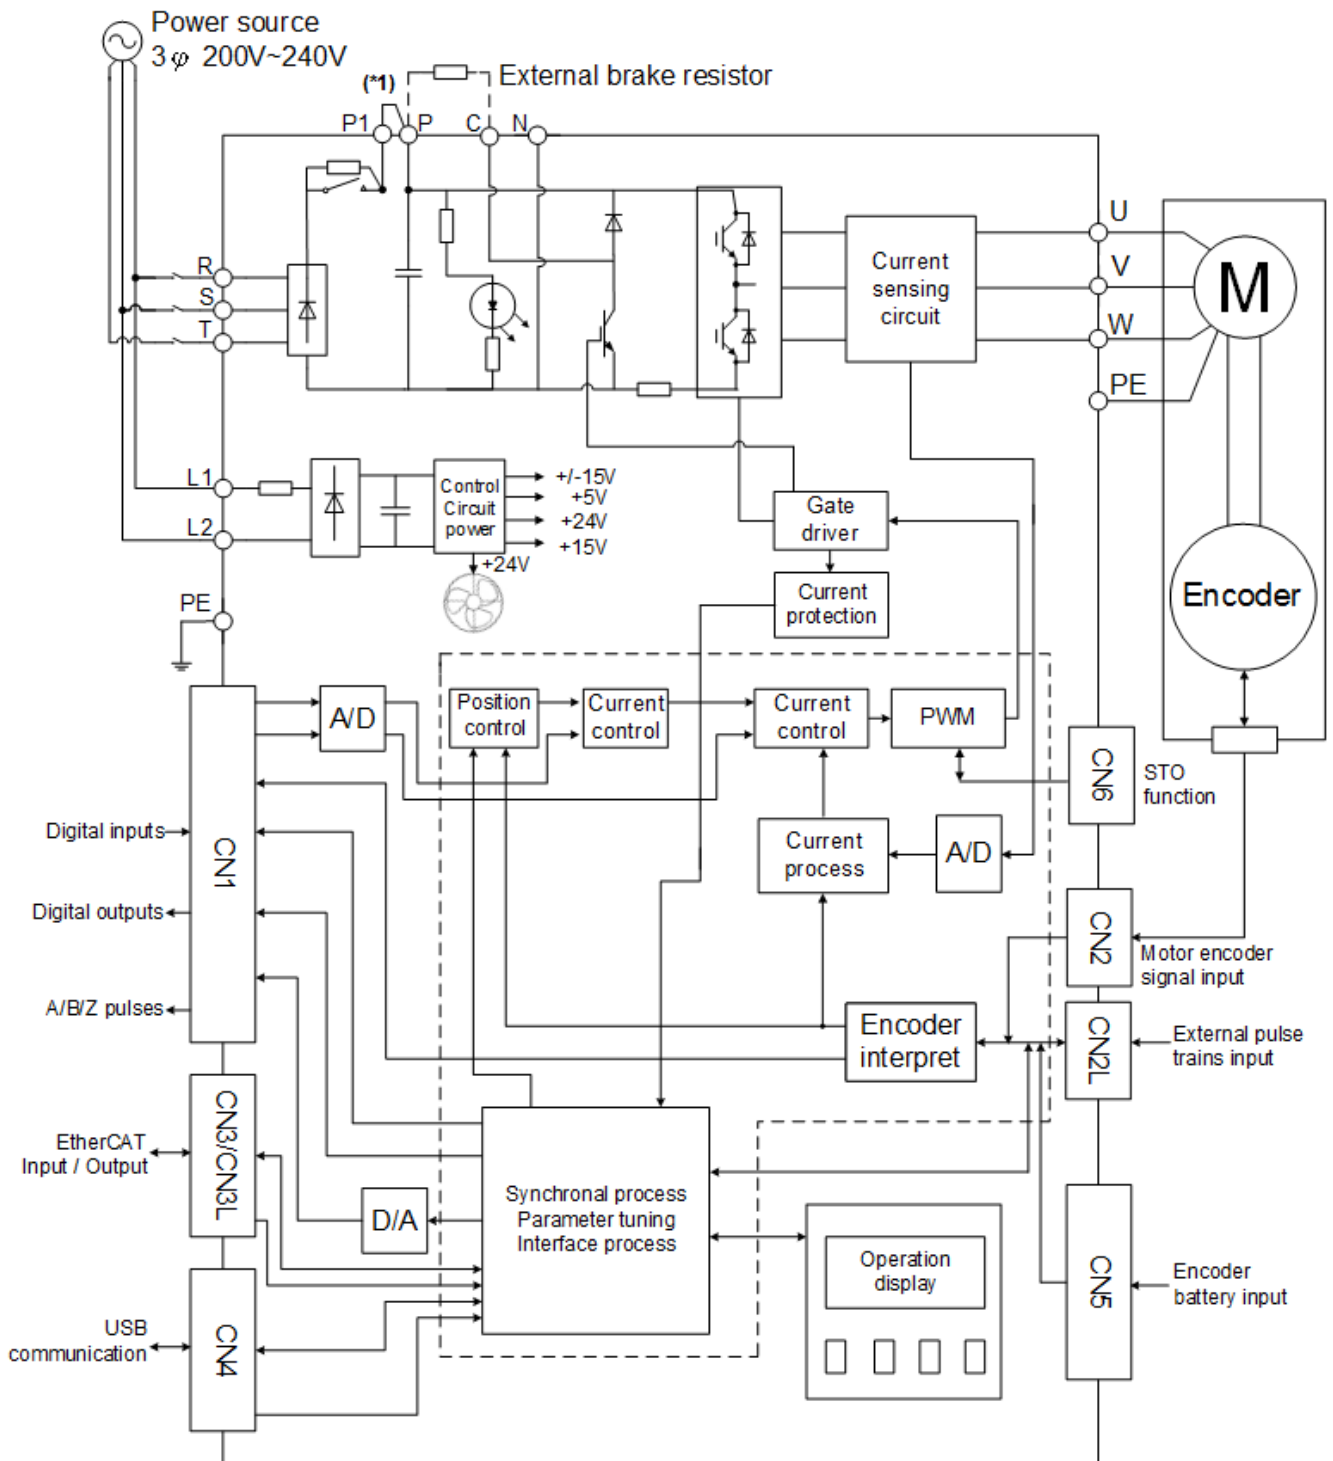 Power source
3φ 200V~240V
(*1)
External brake resistor
P1
P
C
N
R
S
T
U
V
W
PE
M
Current
sensing
circuit
L1
L2
Control
Circuit
power
+/-15V
+5V
+24V
+15V
+24V
Gate
driver
Current
protection
Encoder
PE
A/D
Position
control
Current
control
Current
control
PWM
CN6
STO
function
CN1
Digital inputs
Digital outputs
A/B/Z pulses
Current
process
A/D
CN2
Motor encoder
signal input
Encoder
interpret
CN2L
External pulse
trains input
CN3/CN3L
EtherCAT
Input / Output
D/A
Synchronal process
Parameter tuning
Interface process
Operation
display
CN5
Encoder
battery input
CN4
USB
communication